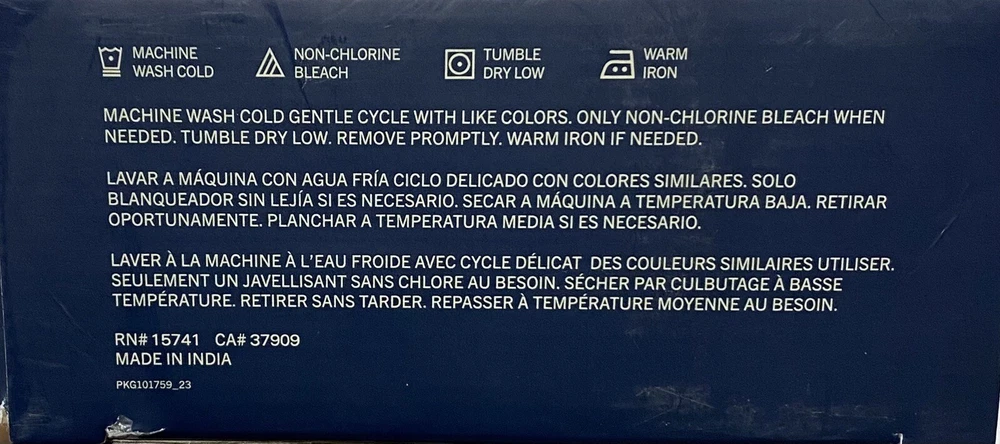 MACHINE WASH COLD
NON-CHLORINE BLEACH
TUMBLE DRY LOW
WARM IRON
MACHINE WASH COLD GENTLE CYCLE WITH LIKE COLORS. ONLY NON-CHLORINE BLEACH WHEN
NEEDED. TUMBLE DRY LOW. REMOVE PROMPTLY. WARM IRON IF NEEDED.
LAVAR A MÁQUINA CON AGUA FRÍA CICLO DELICADO CON COLORES SIMILARES. SOLO
BLANQUEADOR SIN LEJÍA SI ES NECESARIO. SECAR A MÁQUINA A TEMPERATURA BAJA. RETIRAR
OPORTUNAMENTE. PLANCHAR A TEMPERATURA MEDIA SI ES NECESARIO.
LAVER À LA MACHINE À L'EAU FROIDE AVEC CYCLE DÉLICAT DES COULEURS SIMILAIRES UTILISER.
SEULEMENT UN JAVELLISANT SANS CHLORE AU BESOIN. SÉCHER PAR CULBUTAGE À BASSE
TEMPÉRATURE. RETIRER SANS TARDER. REPASSER À TEMPÉRATURE MOYENNE AU BESOIN.
RN# 15741 CA# 37909
MADE IN INDIA
PKG101759_23